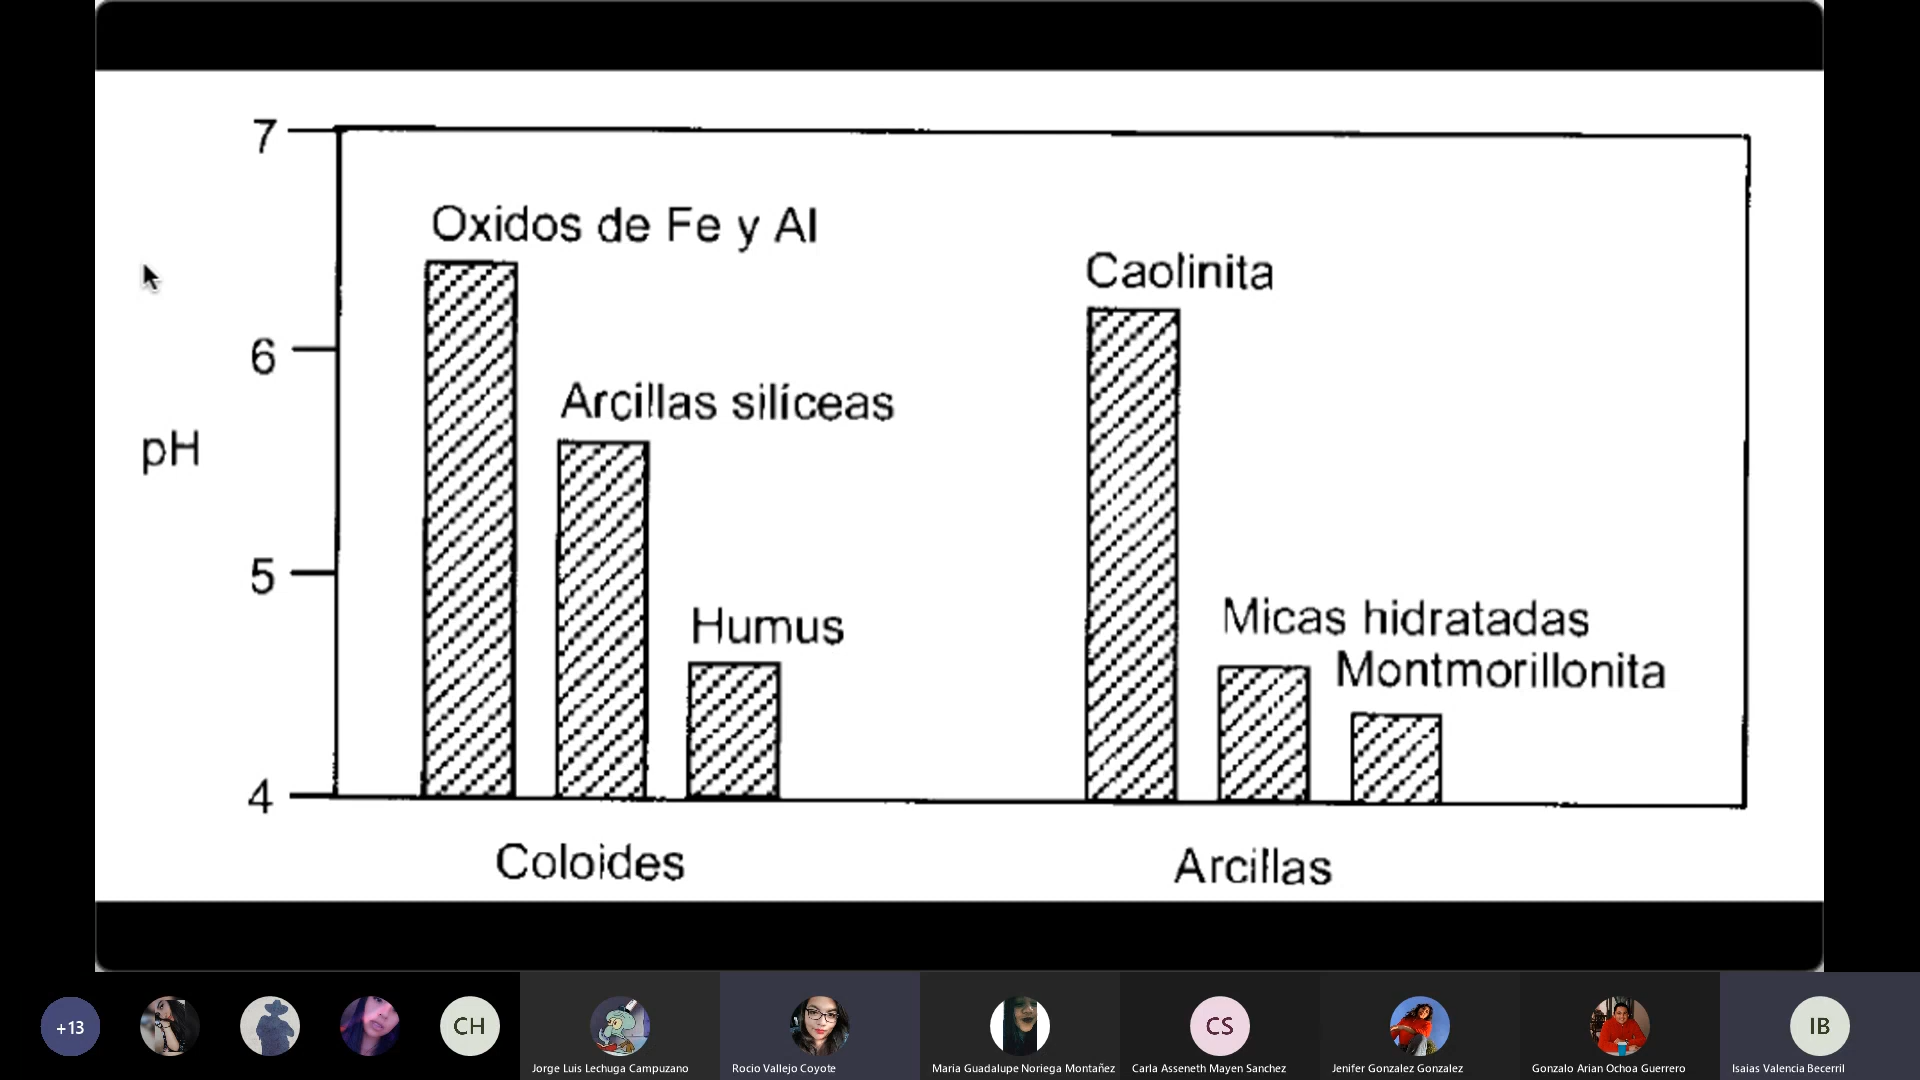 7
Oxidos de Fe y Al
Caolinita
6
Arcillas silíceas
pH
5
Micas hidratadas
Humus
Montmorillonita
4
Coloides
Arcillas
+13
CH
CS
IB
Jorge Luis Lechuga Campuzano
Rocio Vallejo Coyote
Maria Guadalupe Noriega Montañez
Carla Asseneth Mayen Sanchez
Jenifer Gonzalez Gonzalez
Gonzalo Arian Ochoa Guerrero
Isaias Valencia Becerril